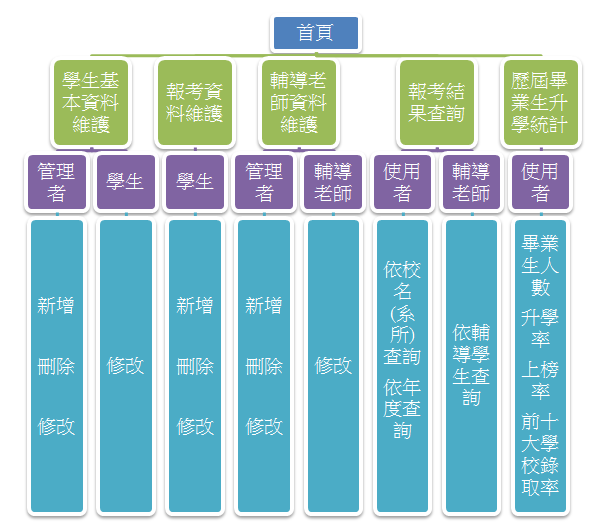 首頁
學生基
本資料
維護
報考資
料維護
輔導老
師資料
維護
報考結
果查詢
歷屆畢
業生升
學統計
管理
者
學生
學生
管理
者
輔導
老師
使用
者
輔導
老師
使用
者
新增
刪除
修改
修改
新增
刪除
修改
新增
刪除
修改
修改
依校
名
(系
所)
查詢
依年
度查
詢
依輔
導學
生查
詢
畢業
生人
數
升學
率
上榜
率
前十
大學
校錄
取率